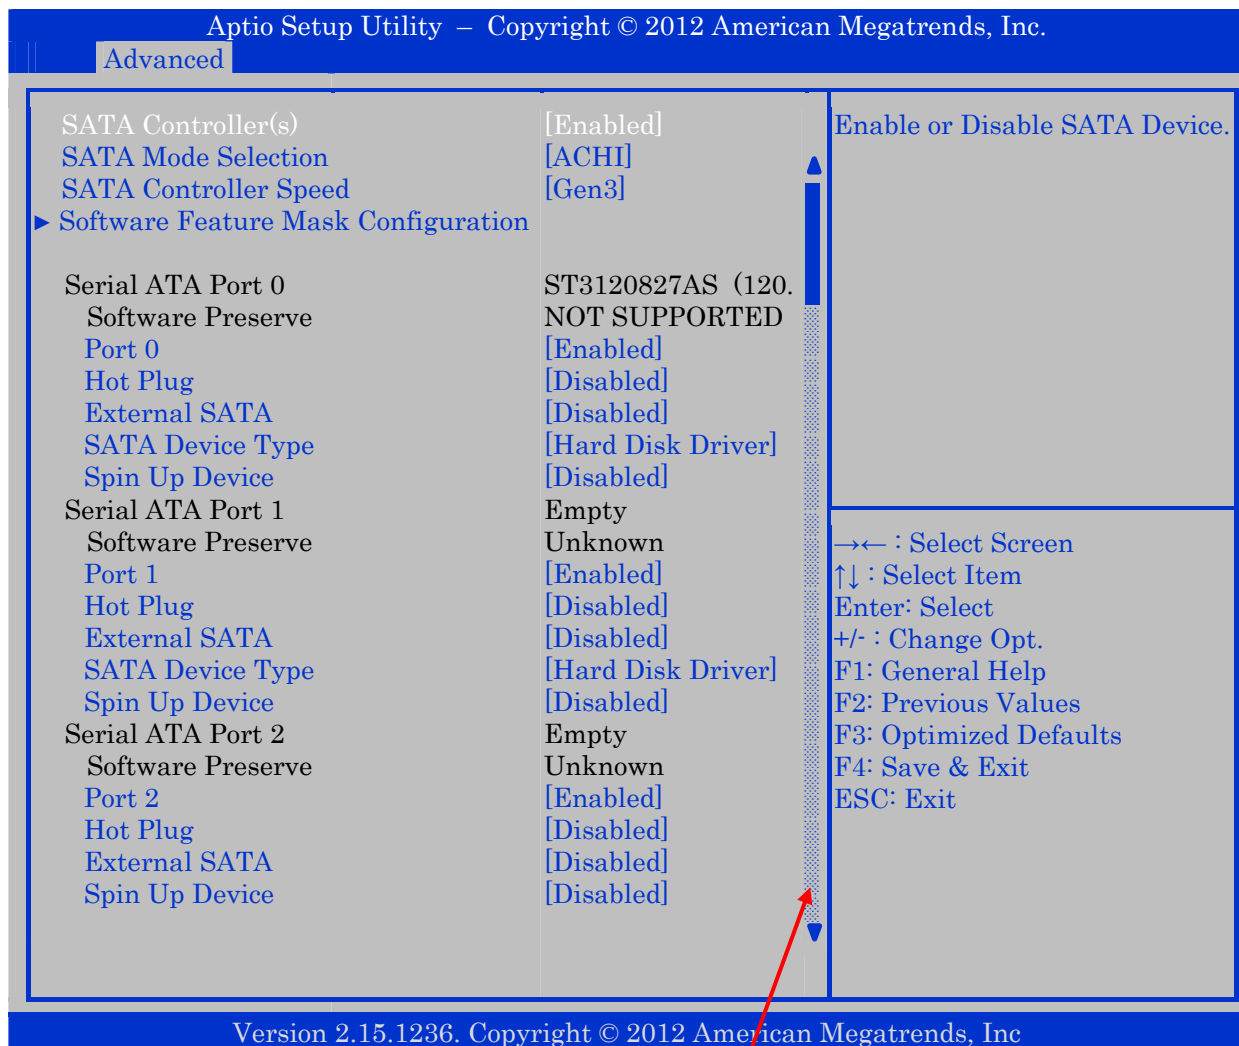 Aptio Setup Utility – Copyright © 2012 American Megatrends, Inc.
Advanced
SATA Controller(s) [Enabled]
SATA Mode Selection [ACHI]
SATA Controller Speed [Gen3]
► Software Feature Mask Configuration
Serial ATA Port 0 ST3120827AS (120.
Software Preserve NOT SUPPORTED
Port 0 [Enabled]
Hot Plug [Disabled]
External SATA [Disabled]
SATA Device Type [Hard Disk Driver]
Spin Up Device [Disabled]
Serial ATA Port 1 Empty
Software Preserve Unknown
Port 1 [Enabled]
Hot Plug [Disabled]
External SATA [Disabled]
SATA Device Type [Hard Disk Driver]
Spin Up Device [Disabled]
Serial ATA Port 2 Empty
Software Preserve Unknown
Port 2 [Enabled]
Hot Plug [Disabled]
External SATA [Disabled]
Spin Up Device [Disabled]
Enable or Disable SATA Device.
→← : Select Screen
↑↓ : Select Item
Enter: Select
+/- : Change Opt.
F1: General Help
F2: Previous Values
F3: Optimized Defaults
F4: Save & Exit
ESC: Exit
Version 2.15.1236. Copyright © 2012 American Megatrends, Inc